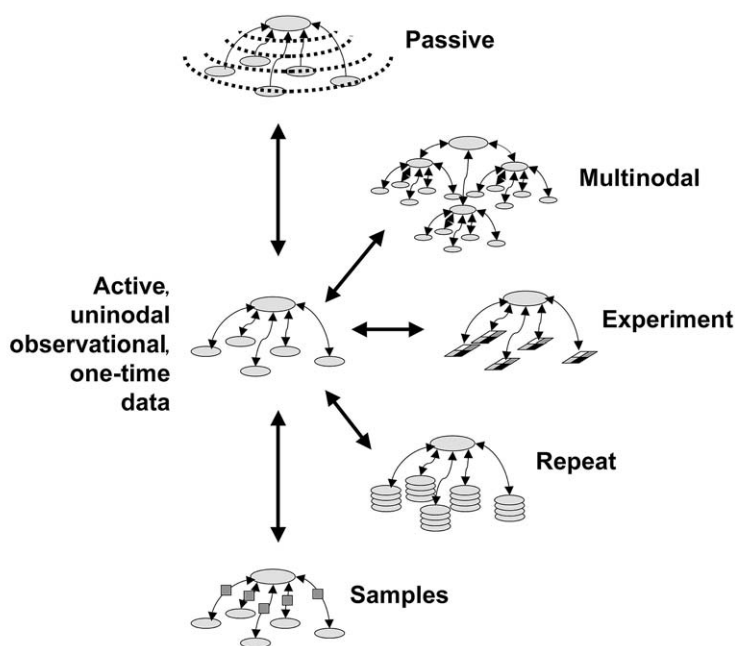 Passive
Multinodal
Active,
uninodal
observational,
one-time
data
Experiment
Repeat
Samples